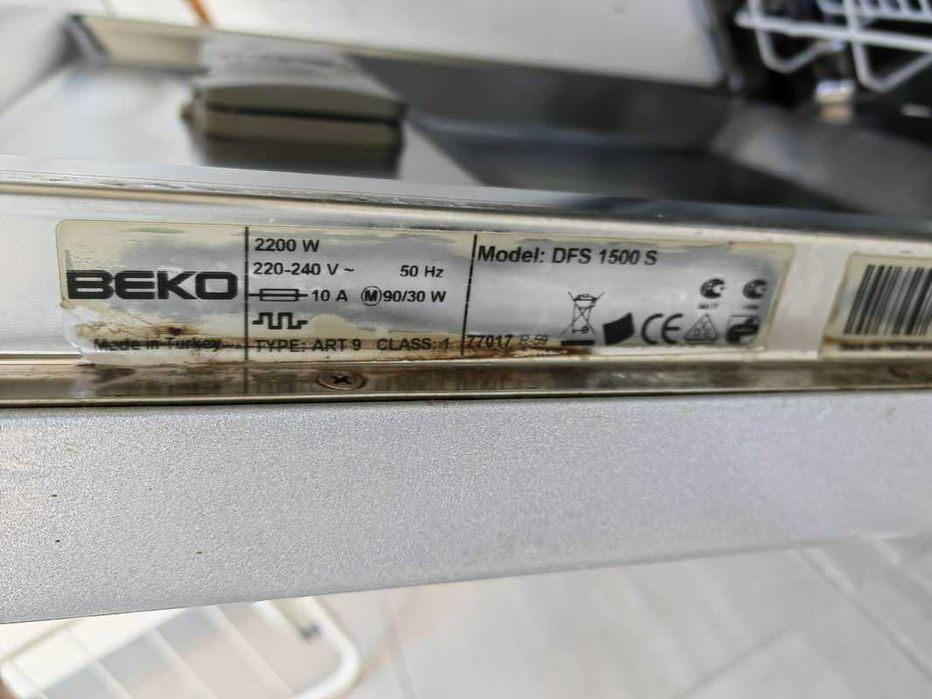 BEKO
Made in Turkey
2200 W
220-240 V ~ 50 Hz
10 A M 90/30 W
TYPE: ART 9 CLASS: 1
Model: DFS 1500 S
77017 R-59
CE